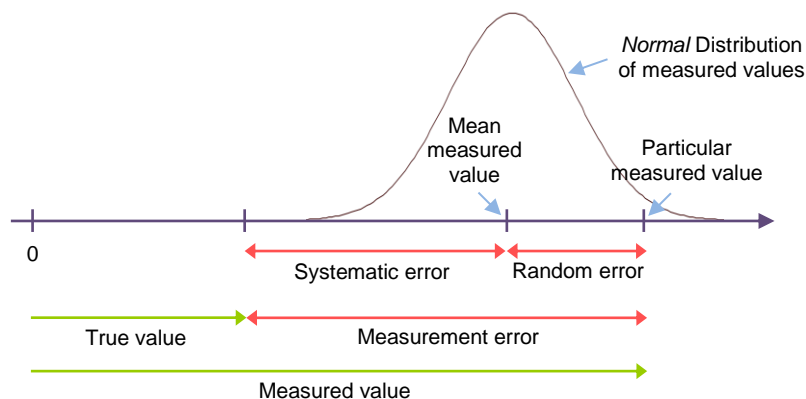 Normal Distribution
of measured values
Mean
measured
value
Particular
measured value
0
Systematic error
Random error
True value
Measurement error
Measured value